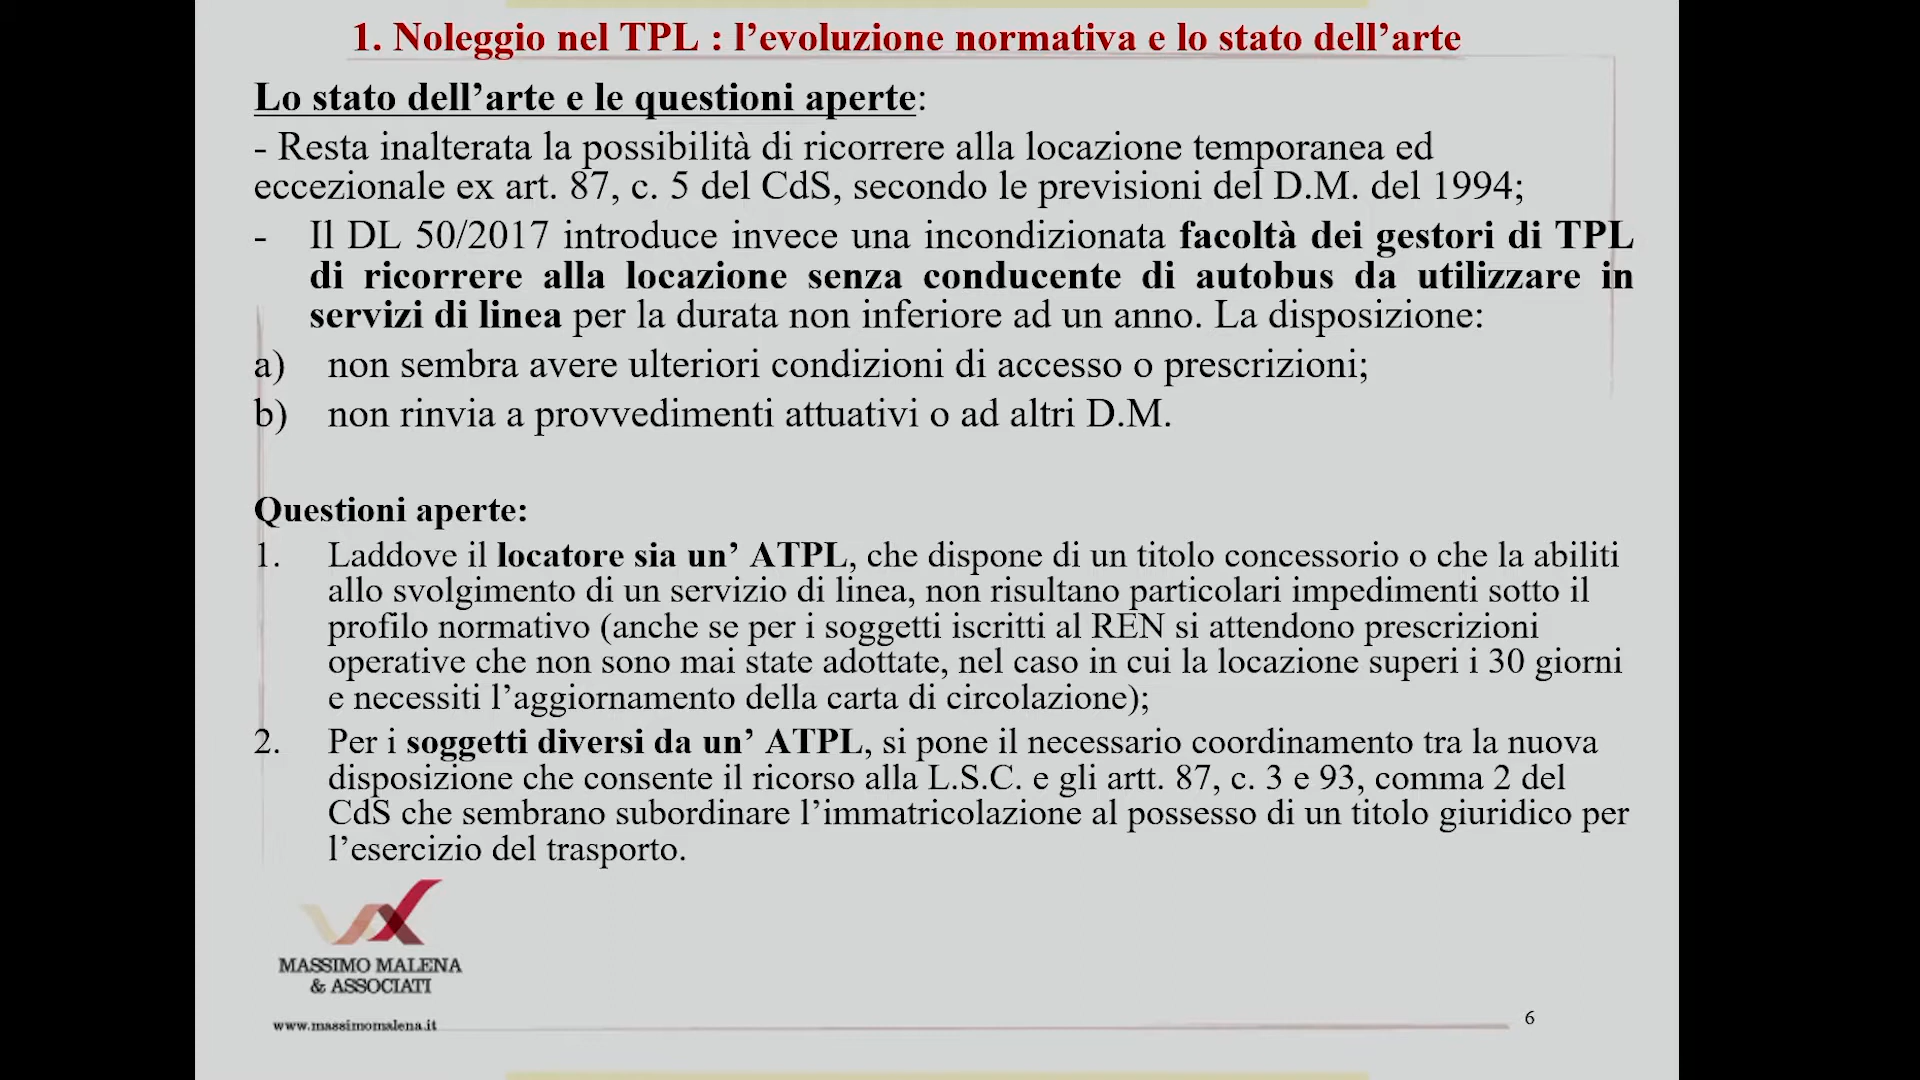 1. Noleggio nel TPL : l’evoluzione normativa e lo stato dell’arte
Lo stato dell’arte e le questioni aperte:
- Resta inalterata la possibilità di ricorrere alla locazione temporanea ed
eccezionale ex art. 87, c. 5 del CdS, secondo le previsioni del D.M. del 1994;
- Il DL 50/2017 introduce invece una incondizionata facoltà dei gestori di TPL
di ricorrere alla locazione senza conducente di autobus da utilizzare in
servizi di linea per la durata non inferiore ad un anno. La disposizione:
a) non sembra avere ulteriori condizioni di accesso o prescrizioni;
b) non rinvia a provvedimenti attuativi o ad altri D.M.
Questioni aperte:
1. Laddove il locatore sia un’ ATPL, che dispone di un titolo concessorio o che la abiliti
allo svolgimento di un servizio di linea, non risultano particolari impedimenti sotto il
profilo normativo (anche se per i soggetti iscritti al REN si attendono prescrizioni
operative che non sono mai state adottate, nel caso in cui la locazione superi i 30 giorni
e necessiti l’aggiornamento della carta di circolazione);
2. Per i soggetti diversi da un’ ATPL, si pone il necessario coordinamento tra la nuova
disposizione che consente il ricorso alla L.S.C. e gli artt. 87, c. 3 e 93, comma 2 del
CdS che sembrano subordinare l’immatricolazione al possesso di un titolo giuridico per
l’esercizio del trasporto.
MASSIMO MALENA
& ASSOCIATI
www.massimomalena.it
6